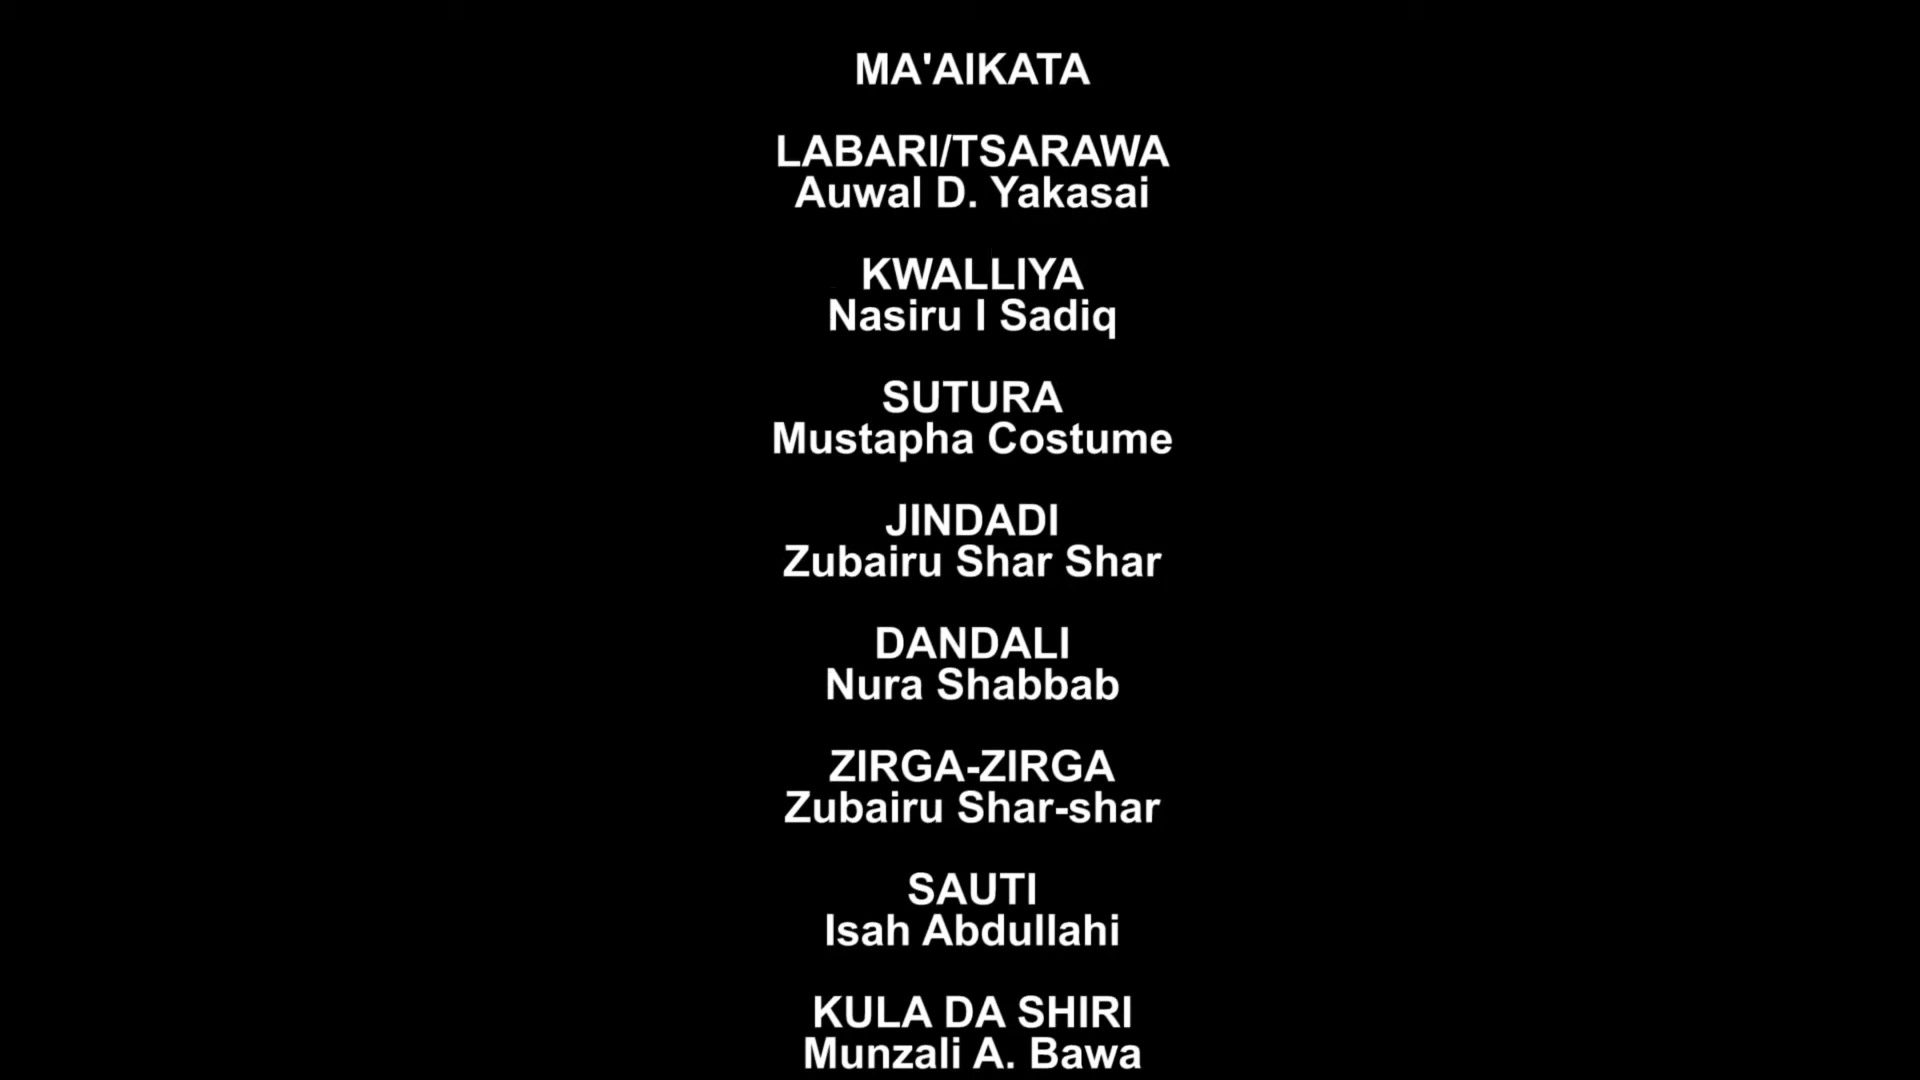 MA'AIKATA
LABARI/TSARAWA
Auwal D. Yakasai
KWALLIYA
Nasiru I Sadiq
SUTURA
Mustapha Costume
JINDADI
Zubairu Shar Shar
DANDALI
Nura Shabbab
ZIRGA-ZIRGA
Zubairu Shar-shar
SAUTI
Isah Abdullahi
KULA DA SHIRI
Munzali A. Bawa